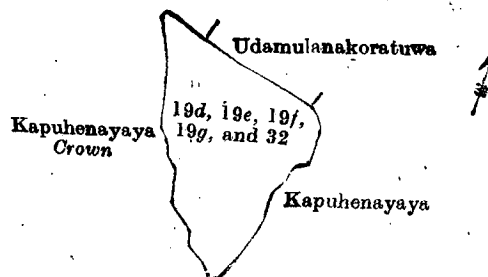 Udamulanakoratuwa
19d, 19e, 19f,
19g, and 32
Kapuhenayaya
Crown
Kapuhenayaya